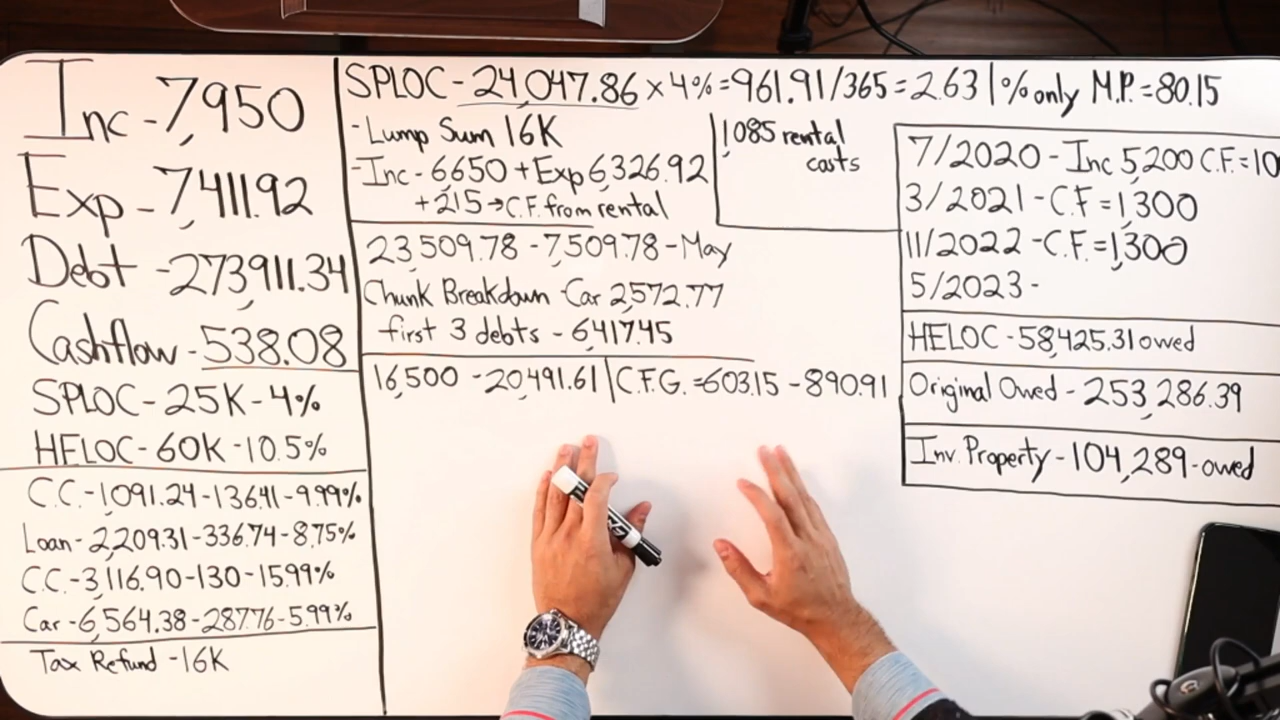 Inc - 7,950
Exp - 7,411.92
Debt - 273,911.34
Cashflow - 538.08
SPLOC - 25K - 4%
HELOC - 60K - 10.5%
C.C. - 1,091.24 - 136.41 - 9.99%
Loan - 2,209.31 - 336.74 - 8.75%
C.C. - 3,116.90 - 130 - 15.99%
Car - 6,564.38 - 287.76 - 5.99%
Tax Refund - 16K
SPLOC - 24,047.86 x 4% = 961.91/365 = 2.63 | % only M.P. = 80.15
- Lump Sum 16K
- Inc - 6650 + Exp 6,326.92
+ 215 → C.F. from rental
1,085 rental
costs
23,509.78 - 7,509.78 - May
Chunk Breakdown - Car 2,572.77
first 3 debts - 6,417.45
16,500 - 20,491.61 | C.F.G. = 603.15 - 890.91
7/2020 - Inc 5,200 C.F. = 10
3/2021 - C.F = 1,300
11/2022 - C.F. = 1,300
5/2023 -
HELOC - 58,425.31 owed
Original Owed - 253,286.39
Inv. Property - 104,289 - owed